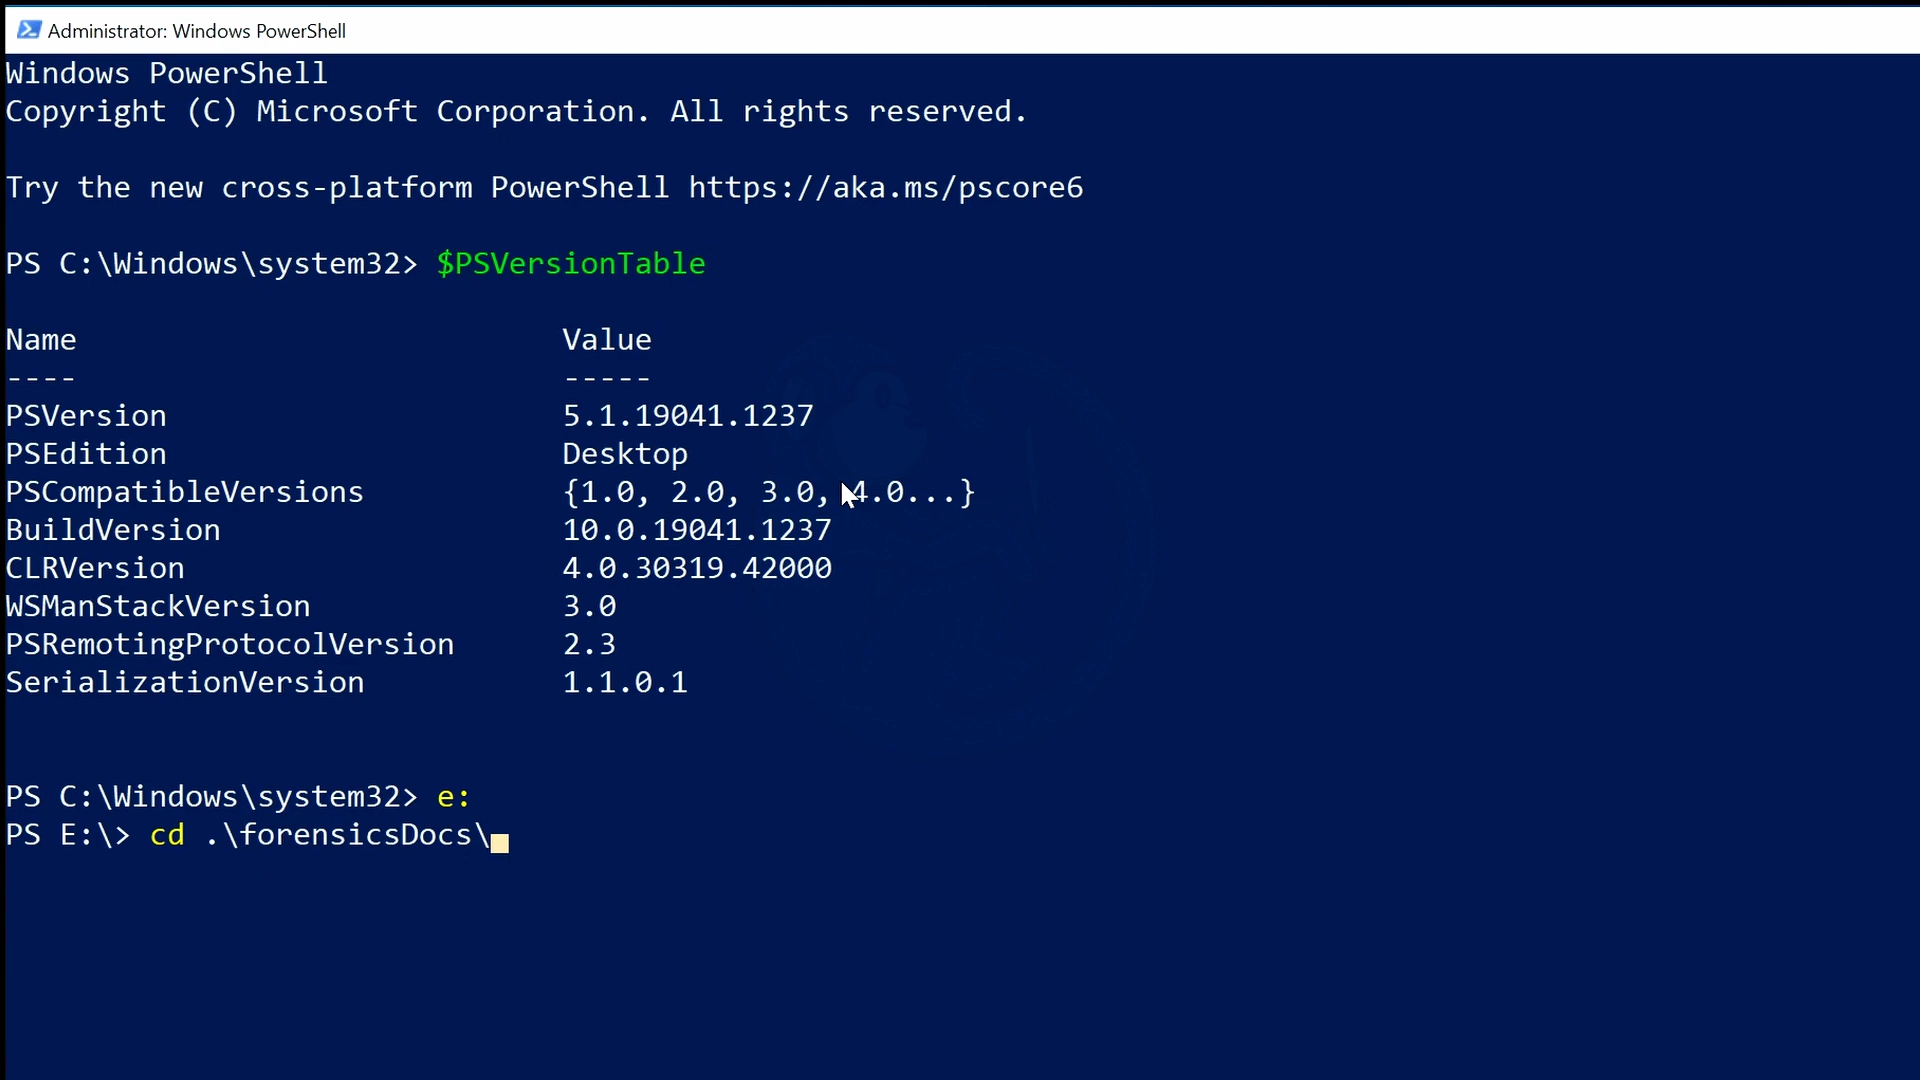 Administrator: Windows PowerShell
Windows PowerShell
Copyright (C) Microsoft Corporation. All rights reserved.
Try the new cross-platform PowerShell https://aka.ms/pscore6
PS C:\Windows\system32> $PSVersionTable
Name                           Value
----                           -----
PSVersion                      5.1.19041.1237
PSEdition                      Desktop
PSCompatibleVersions           {1.0, 2.0, 3.0, 4.0...}
BuildVersion                   10.0.19041.1237
CLRVersion                     4.0.30319.42000
WSManStackVersion              3.0
PSRemotingProtocolVersion      2.3
SerializationVersion           1.1.0.1
PS C:\Windows\system32> e:
PS E:\> cd .\forensicsDocs\